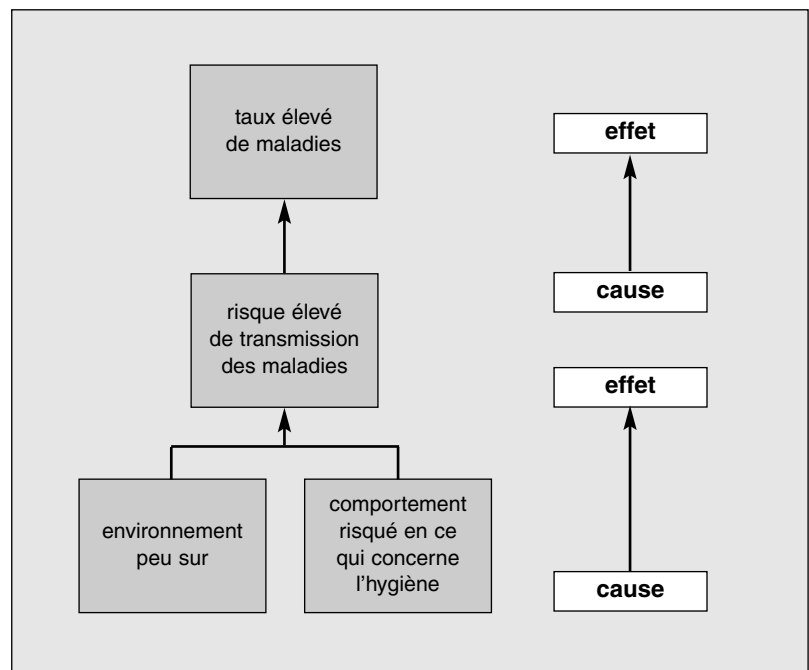 taux élevé
de maladies
effet
risque élevé
de transmission
des maladies
cause
effet
environnement
peu sur
comportement
risqué en ce
qui concerne
l'hygiène
cause